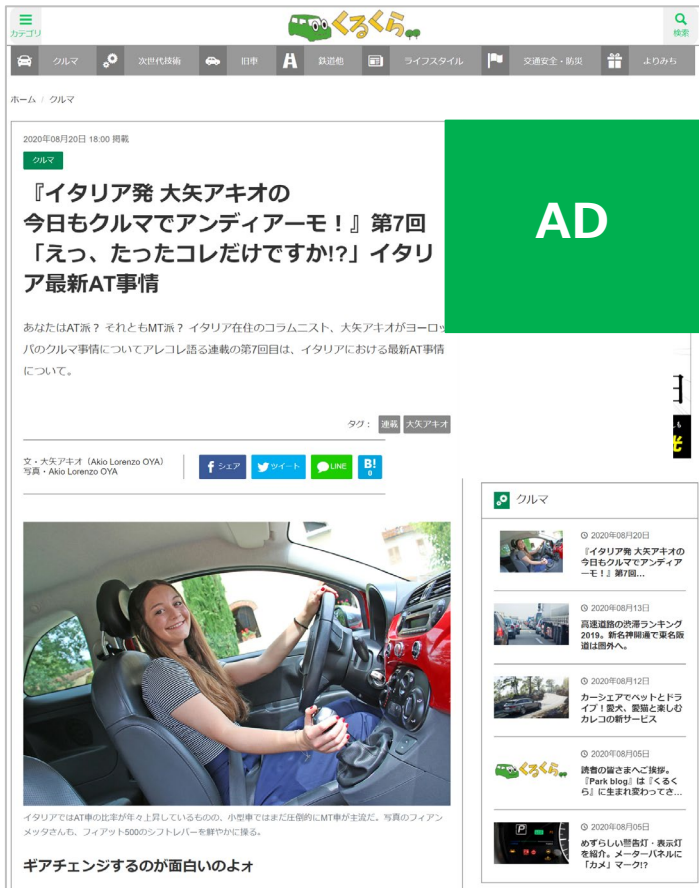 カテゴリ
くるくら
検索
クルマ
次世代技術
旧車
鉄道他
ライフスタイル
交通安全・防災
よりみち
ホーム / クルマ
2020年08月20日 18:00 掲載
クルマ
『イタリア発 大矢アキオの
今日もクルマでアンディアーモ！』第7回
「えっ、たったコレだけですか!?」イタリ
ア最新AT事情
AD
あなたはAT派？ それともMT派？ イタリア在住のコラムニスト、大矢アキオがヨーロッ
パのクルマ事情についてアレコレ語る連載の第7回目は、イタリアにおける最新AT事情
について。
タグ： 連載 大矢アキオ
文・大矢アキオ（Akio Lorenzo OYA）
写真・Akio Lorenzo OYA
シェア
ツイート
LINE
B!
0
イタリアではAT車の比率が年々上昇しているものの、小型車ではまだ圧倒的にMT車が主流だ。写真のフィアン
メッタさんも、フィアット500のシフトレバーを鮮やかに操る。
ギアチェンジするのが面白いのよォ
クルマ
2020年08月20日
『イタリア発 大矢アキオの
今日もクルマでアンディア
ーモ！』第7回...
2020年08月13日
高速道路の渋滞ランキング
2019。新名神開通で東名阪
道は圏外へ。
2020年08月12日
カーシェアでペットとドラ
イブ！愛犬、愛猫と楽しむ
カレコの新サービス
くるくら
2020年08月05日
読者の皆さまへご挨拶。
『Park blog』は『くるく
ら』に生まれ変わってさ...
P
2020年08月05日
めずらしい警告灯・表示灯
を紹介。メーターパネルに
「カメ」マーク!?